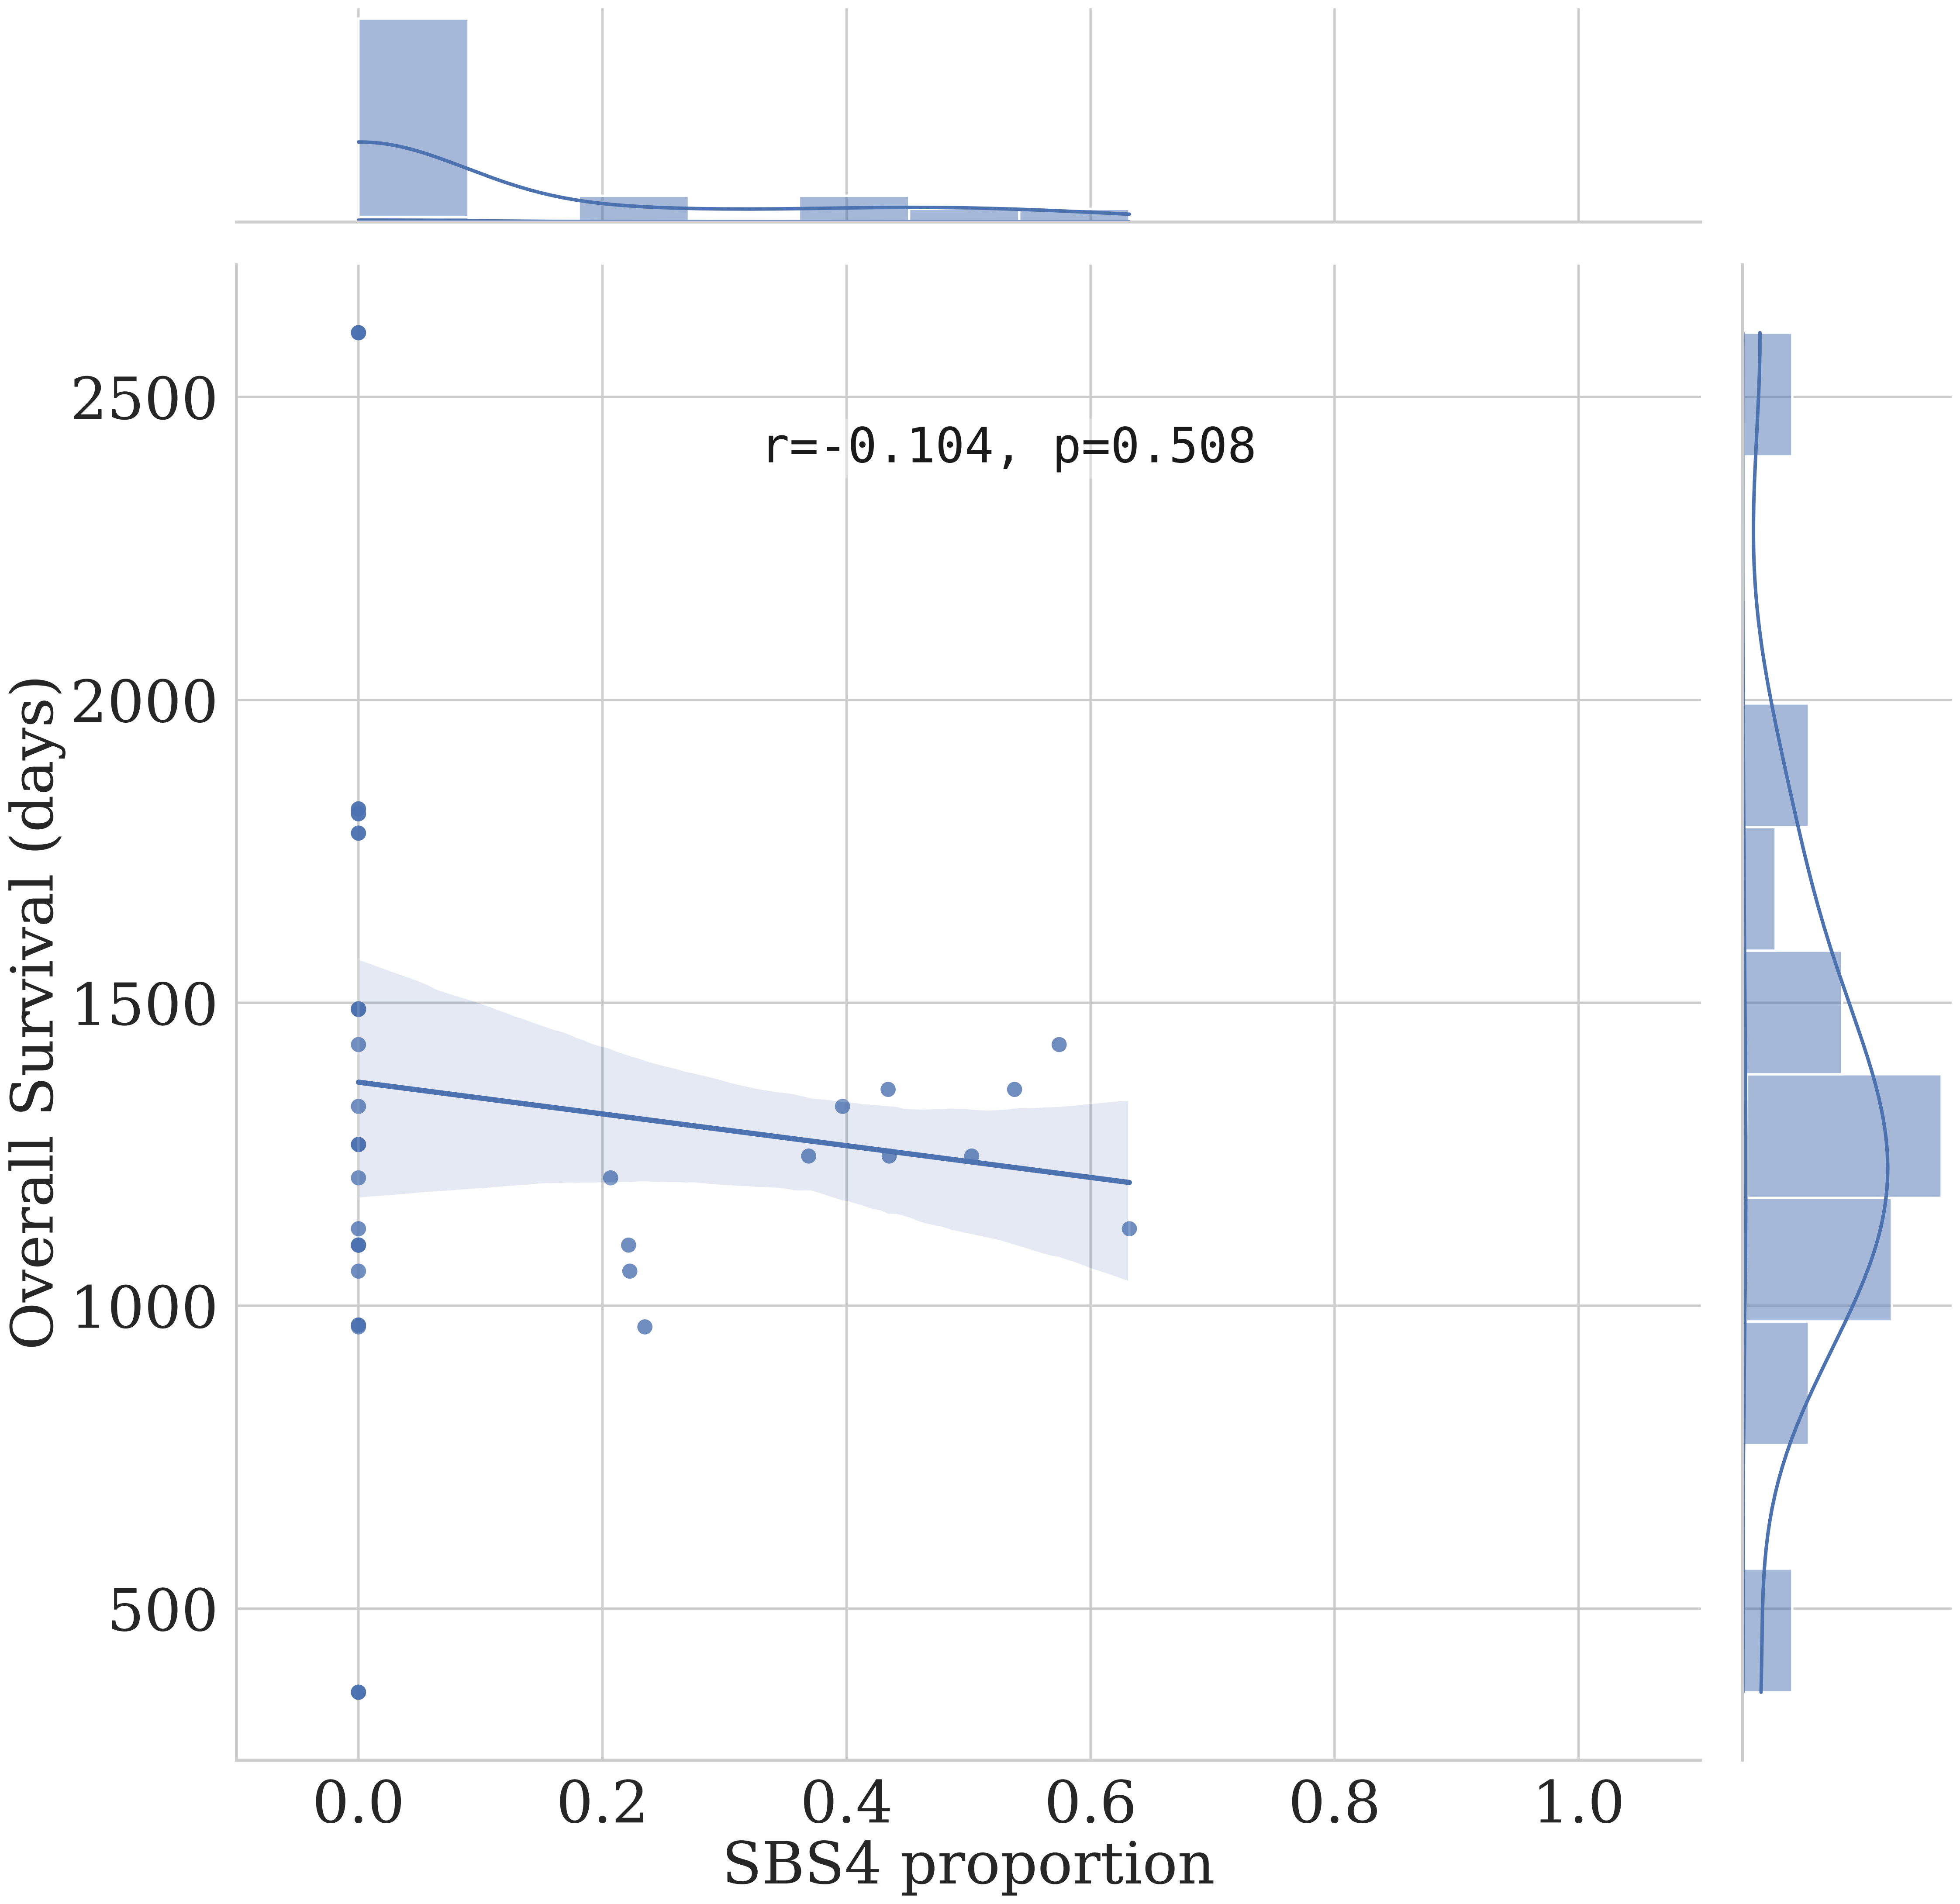 r=-0.104, p=0.508
Overall Survival (days)
2500
2000
1500
1000
500
0.0 0.2 0.4 0.6 0.8 1.0
SBS4 proportion